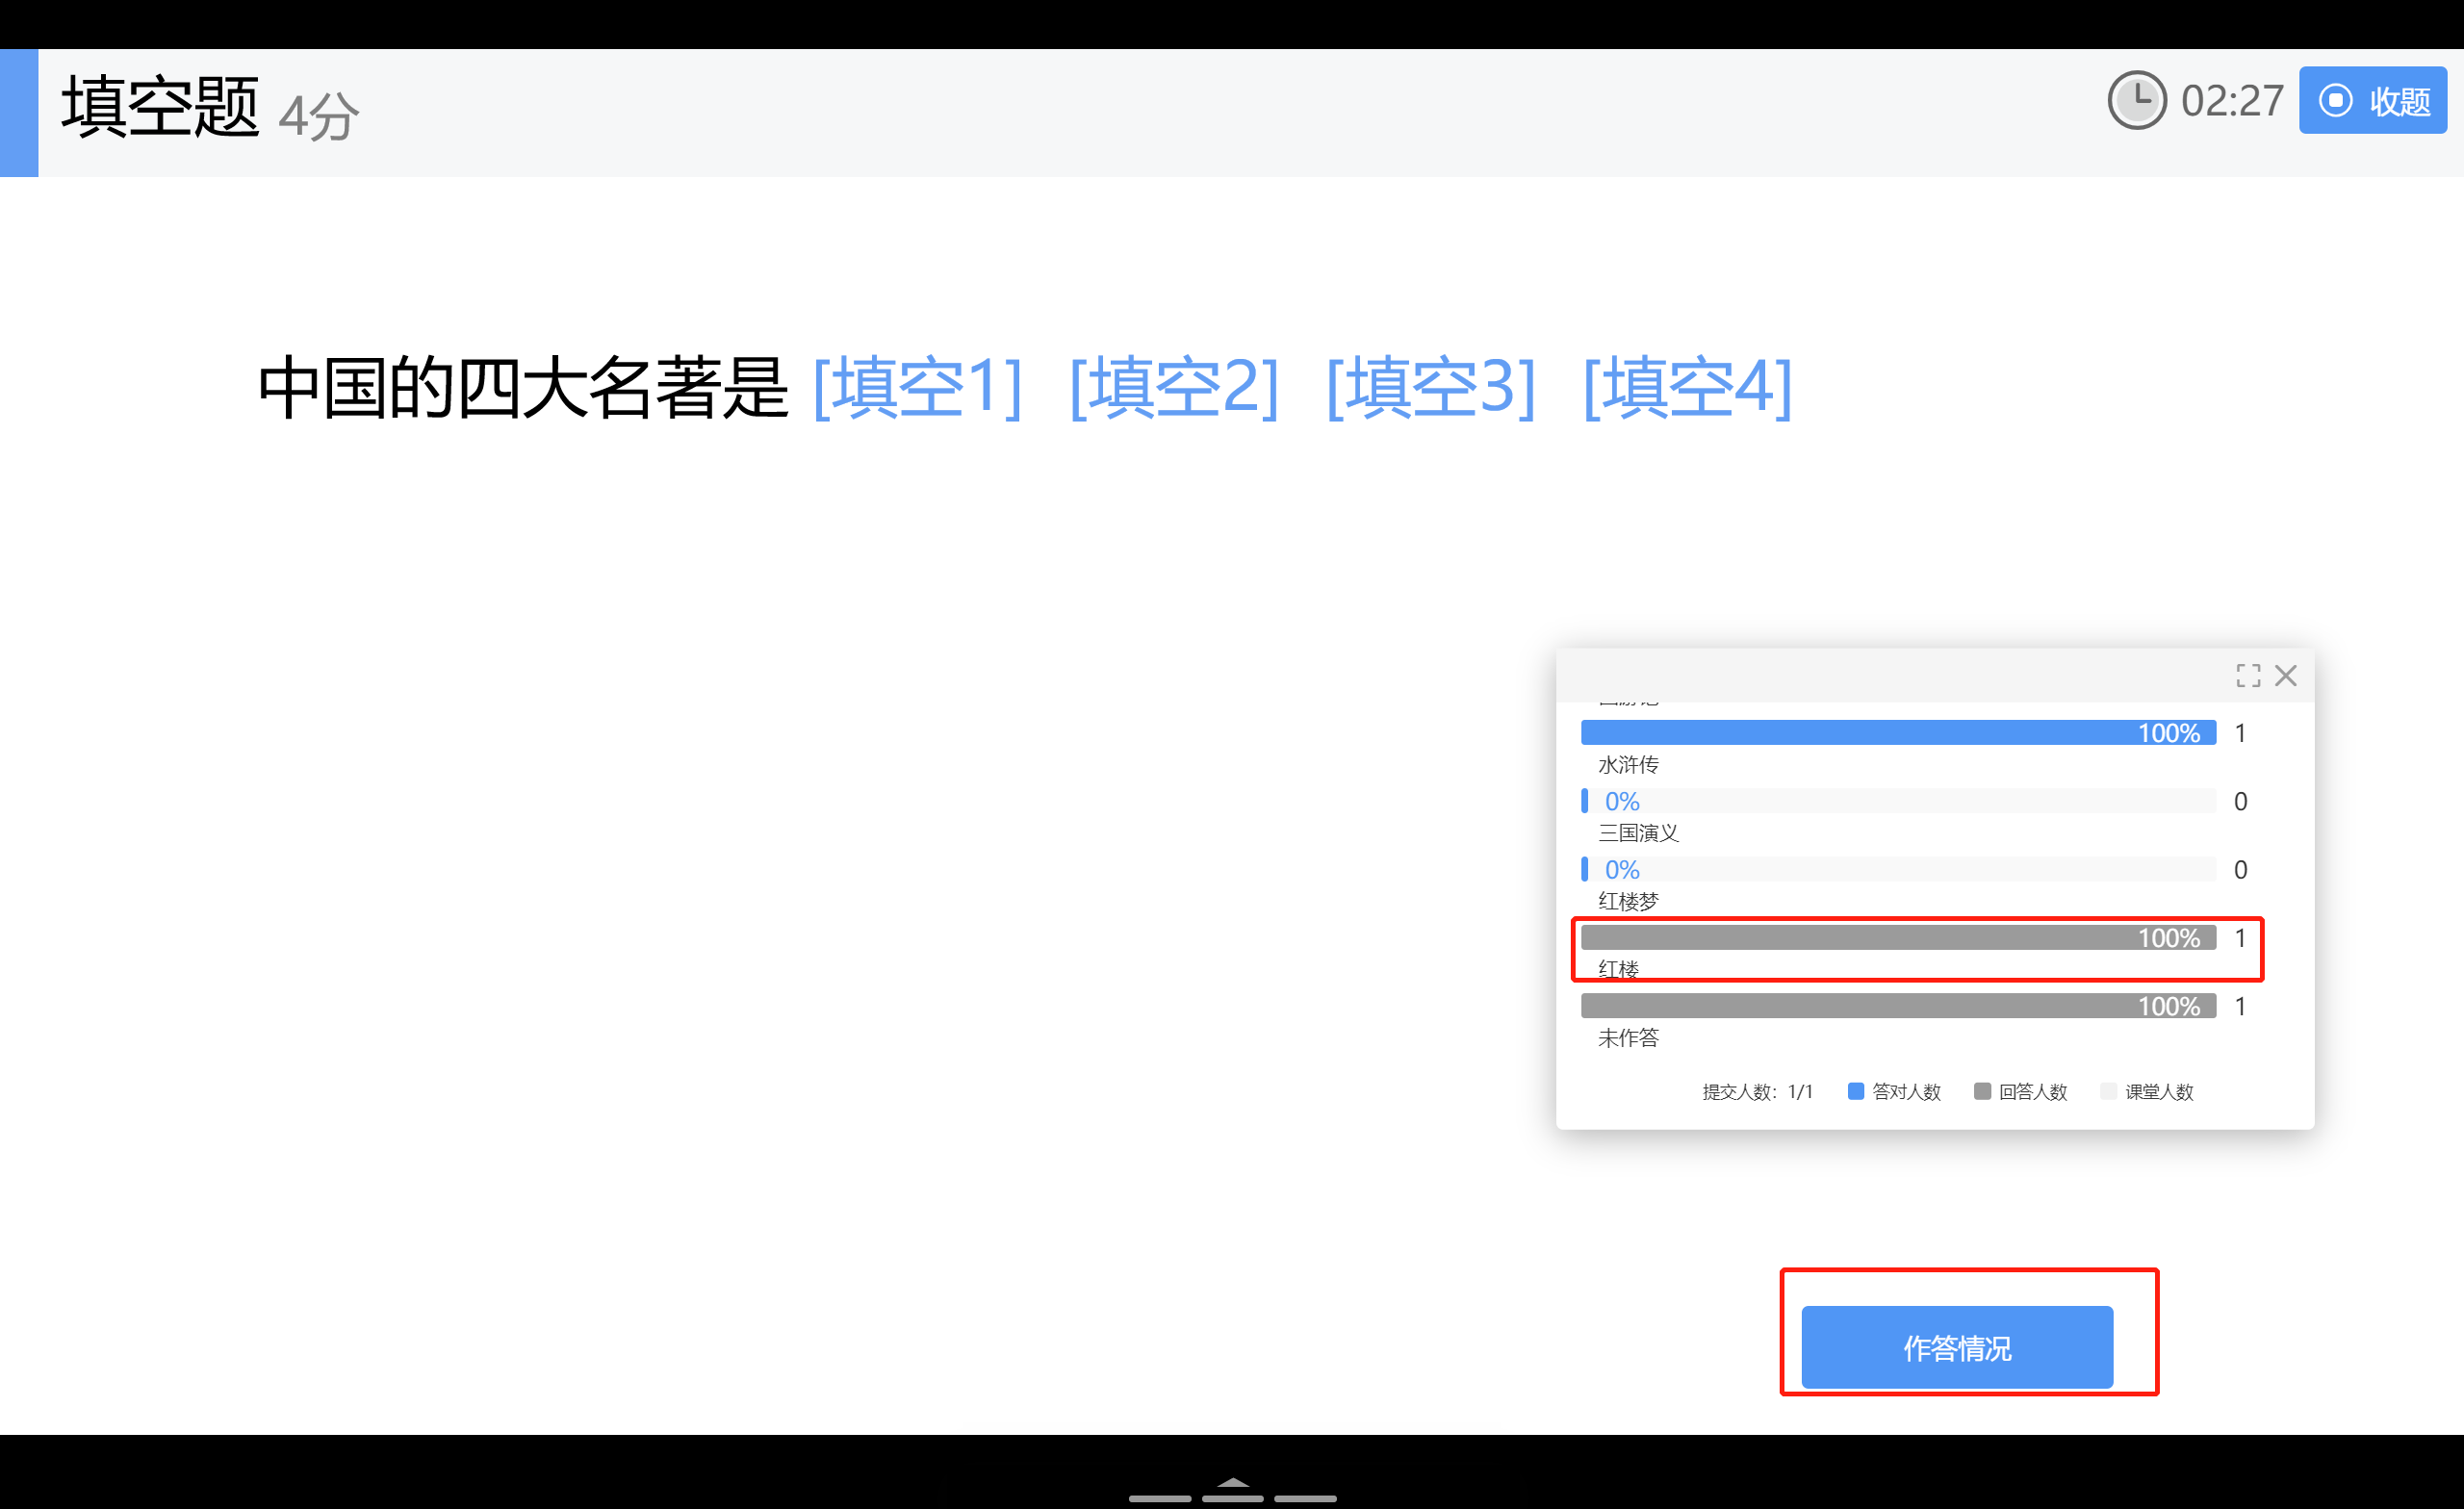 填空题 4分
02:27 收题
中国的四大名著是 [填空1] [填空2] [填空3] [填空4]
100% 1
水浒传
0% 0
三国演义
0% 0
红楼梦
100% 1
红楼
100% 1
未作答
提交人数：1/1 答对人数 回答人数 课堂人数
作答情况